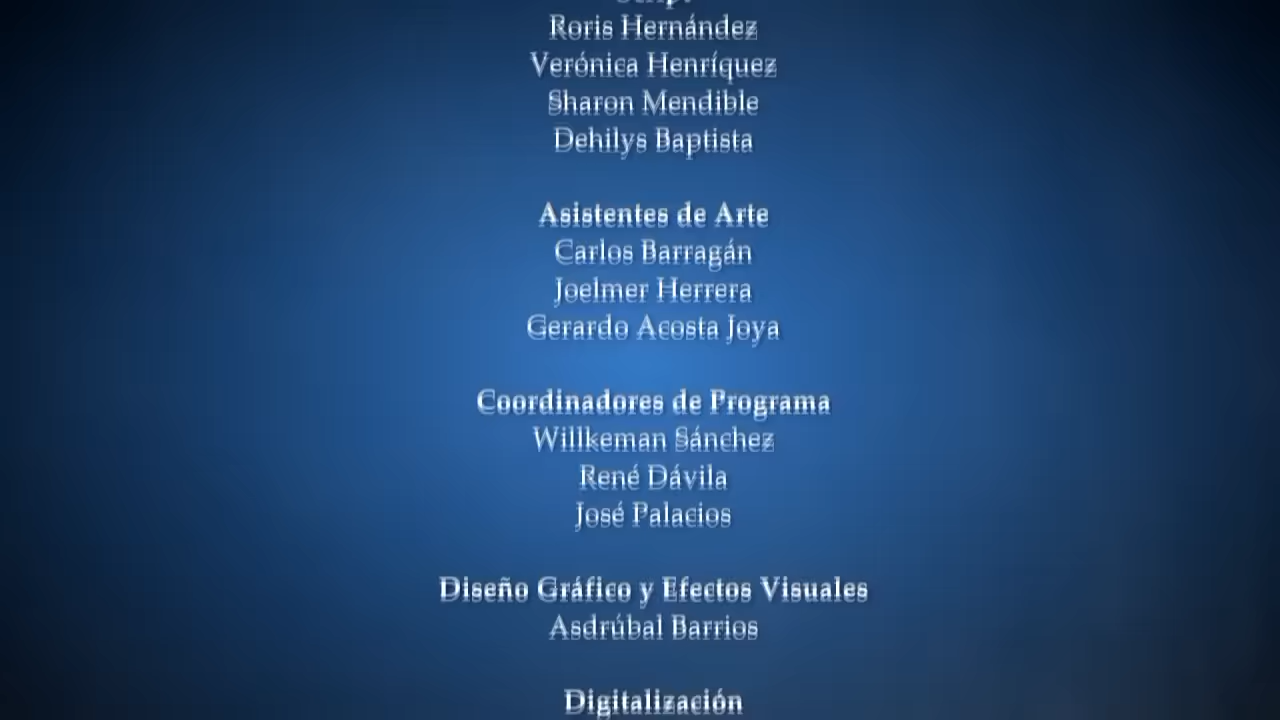 Roris Hernández
Verónica Henríquez
Sharon Mendible
Dehilys Baptista
Asistentes de Arte
Carlos Barragán
Joelmer Herrera
Gerardo Acosta Joya
Coordinadores de Programa
Willkeman Sánchez
René Dávila
José Palacios
Diseño Gráfico y Efectos Visuales
Asdrúbal Barrios
Digitalización